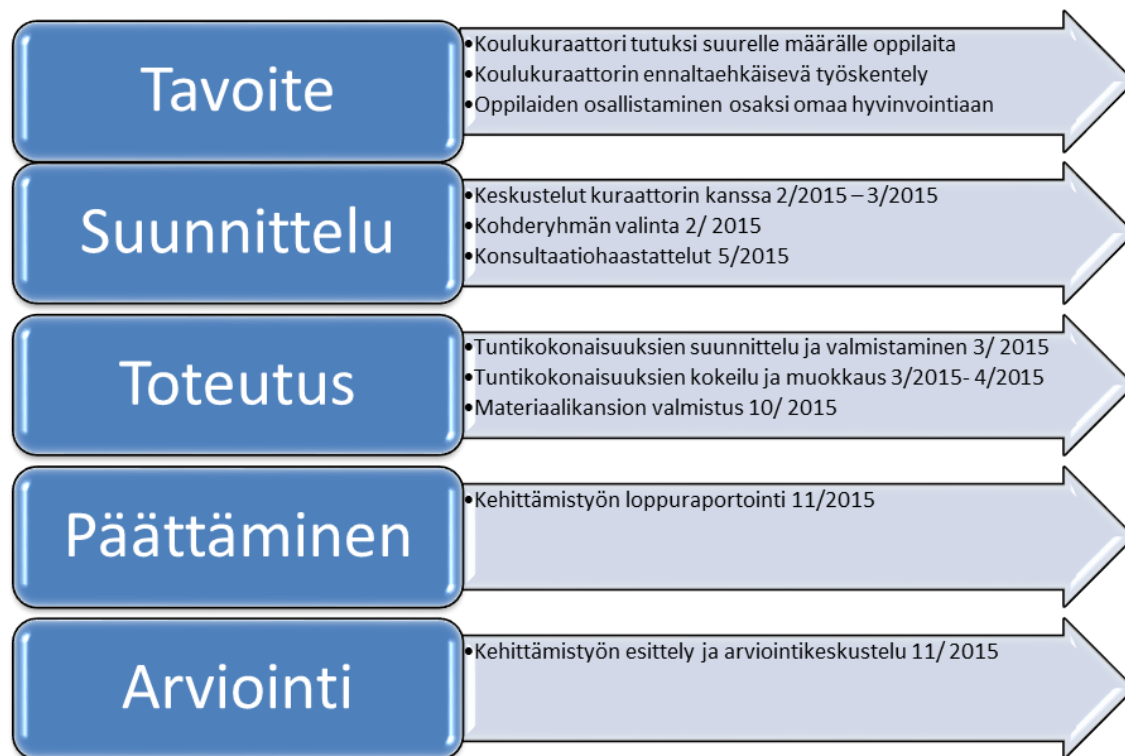 Tavoite
•Koulukuraattori tutuksi suurelle määrälle oppilaita
•Koulukuraattorin ennaltaehkäisevä työskentely
•Oppilaiden osallistaminen osaksi omaa hyvinvointiaan
Suunnittelu
•Keskustelut kuraattorin kanssa 2/2015 – 3/2015
•Kohderyhmän valinta 2/ 2015
•Konsultaatiohaastattelut 5/2015
Toteutus
•Tuntikokonaisuuksien suunnittelu ja valmistaminen 3/ 2015
•Tuntikokonaisuuksien kokeilu ja muokkaus 3/2015- 4/2015
•Materiaalikansion valmistus 10/ 2015
Päättäminen
•Kehittämistyön loppuraportointi 11/2015
Arviointi
•Kehittämistyön esittely ja arviointikeskustelu 11/ 2015